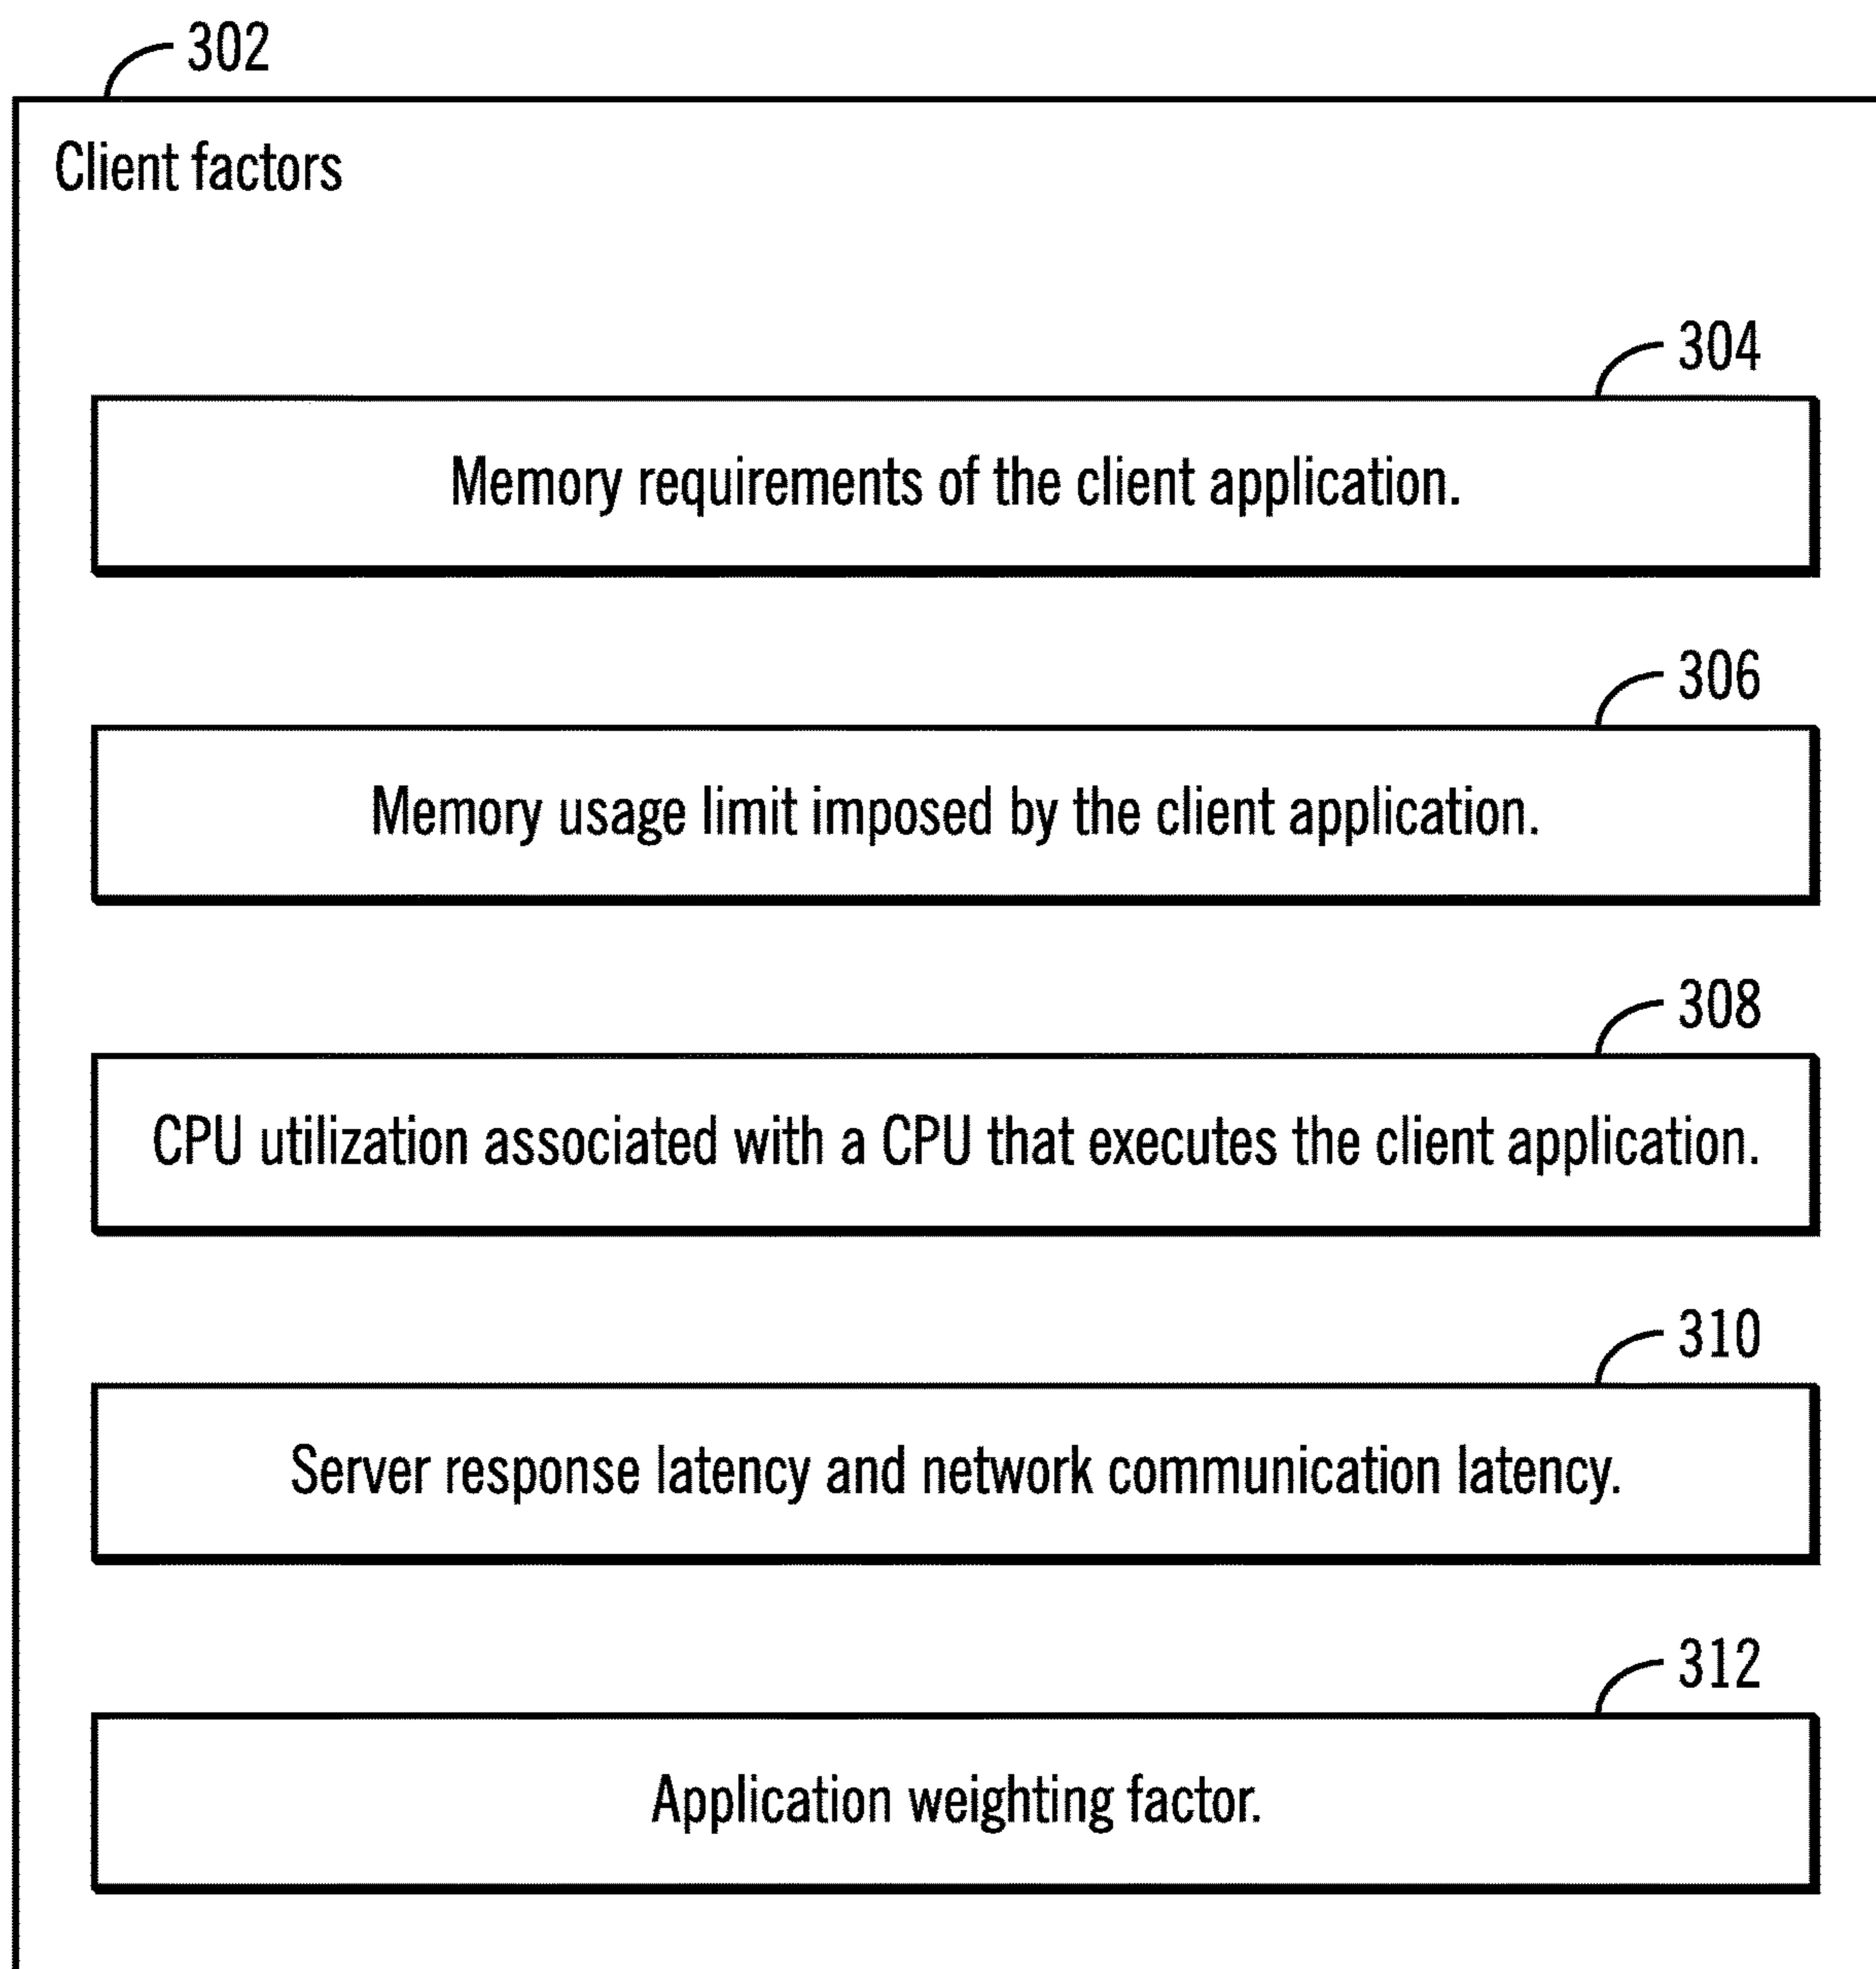 302
Client factors
304
Memory requirements of the client application.
306
Memory usage limit imposed by the client application.
308
CPU utilization associated with a CPU that executes the client application.
310
Server response latency and network communication latency.
312
Application weighting factor.